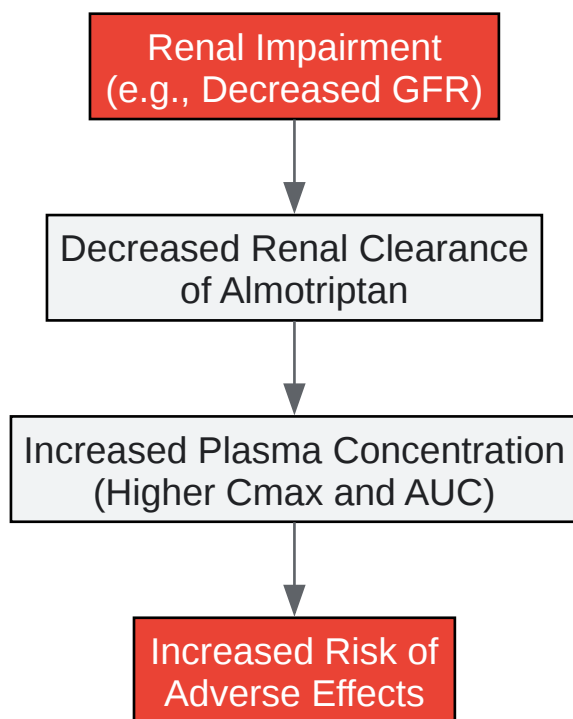 Renal Impairment
(e.g., Decreased GFR)
Decreased Renal Clearance
of Almotriptan
Increased Plasma Concentration
(Higher Cmax and AUC)
Increased Risk of
Adverse Effects